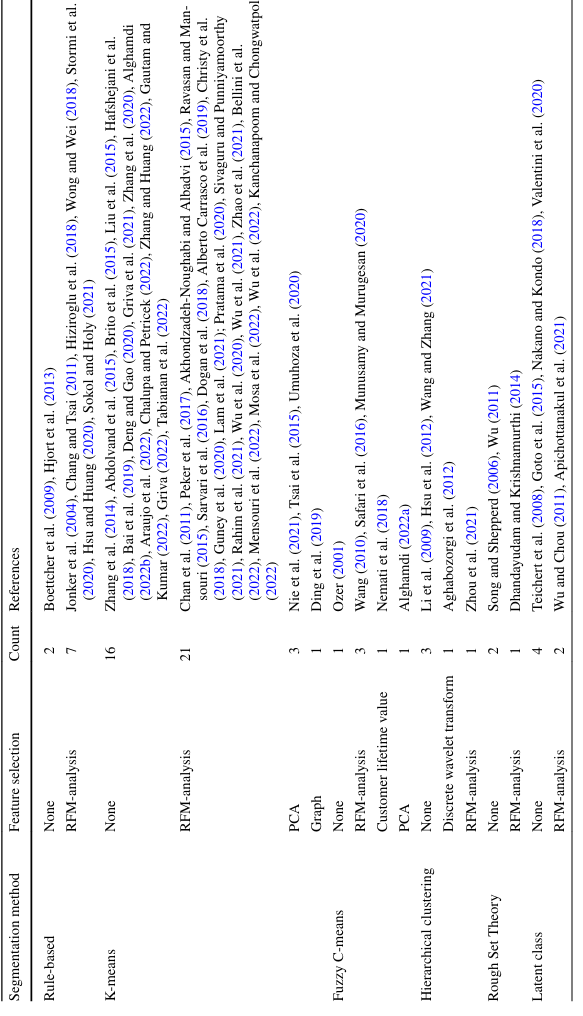 Segmentation method Feature selection Count References
Rule-based None 2 Boettcher et al. (2009), Hjort et al. (2013)
RFM-analysis 7 Jonker et al. (2004), Chang and Tsai (2011), Hiziroglu et al. (2018), Wong and Wei (2018), Stormi et al.
(2020), Hsu and Huang (2020), Sokol and Holy (2021)
K-means None 16 Zhang et al. (2014), Abdolvand et al. (2015), Brito et al. (2015), Liu et al. (2015), Hafshejani et al.
(2018), Bai et al. (2019), Deng and Gao (2020), Griva et al. (2021), Zhang et al. (2020), Alghamdi
(2022b), Araujo et al. (2022), Chalupa and Petricek (2022), Zhang and Huang (2022), Gautam and
Kumar (2022), Griva (2022), Tabianan et al. (2022)
RFM-analysis 21 Chan et al. (2011), Peker et al. (2017), Akhondzadeh-Noughabi and Albadvi (2015), Ravasan and Man-
souri (2015), Sarvari et al. (2016), Dogan et al. (2018), Alberto Carrasco et al. (2019), Christy et al.
(2018), Guney et al. (2020), Lam et al. (2021); Pratama et al. (2020), Sivaguru and Punniyamoorthy
(2021), Rahim et al. (2021), Wu et al. (2020), Wu et al. (2021), Zhao et al. (2021), Bellini et al.
(2022), Mensouri et al. (2022), Mosa et al. (2022), Wu et al. (2022), Kanchanapoom and Chongwatpol
(2022)
PCA 3 Nie et al. (2021), Tsai et al. (2015), Umuhoza et al. (2020)
Graph 1 Ding et al. (2019)
Fuzzy C-means None 1 Ozer (2001)
RFM-analysis 3 Wang (2010), Safari et al. (2016), Munusamy and Murugesan (2020)
Customer lifetime value 1 Nemati et al. (2018)
PCA 1 Alghamdi (2022a)
Hierarchical clustering None 3 Li et al. (2009), Hsu et al. (2012), Wang and Zhang (2021)
Discrete wavelet transform 1 Aghabozorgi et al. (2012)
RFM-analysis 1 Zhou et al. (2021)
Rough Set Theory None 2 Song and Shepperd (2006), Wu (2011)
RFM-analysis 1 Dhandayudam and Krishnamurthi (2014)
Latent class None 4 Teichert et al. (2008), Goto et al. (2015), Nakano and Kondo (2018), Valentini et al. (2020)
RFM-analysis 2 Wu and Chou (2011), Apichottanakul et al. (2021)